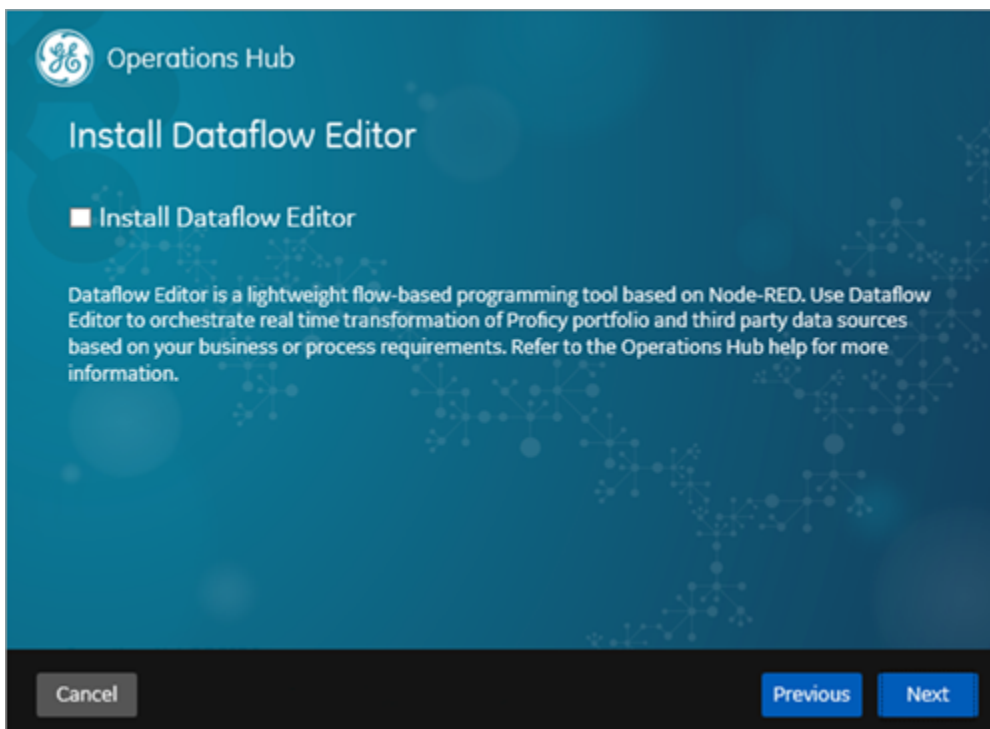 Operations Hub
Install Dataflow Editor
Install Dataflow Editor
Dataflow Editor is a lightweight flow-based programming tool based on Node-RED. Use Dataflow
Editor to orchestrate real time transformation of Proficy portfolio and third party data sources
based on your business or process requirements. Refer to the Operations Hub help for more
information.
Cancel
Previous
Next